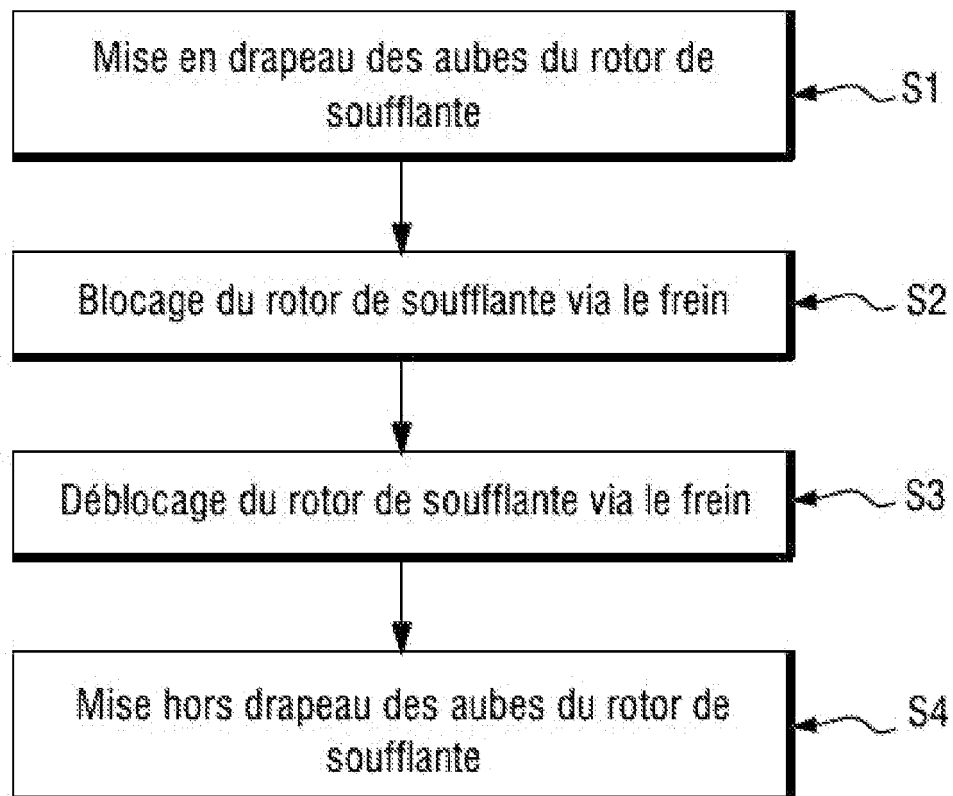 Mise en drapeau des aubes du rotor de
soufflante
S1
Blocage du rotor de soufflante via le frein
S2
Déblocage du rotor de soufflante via le frein
S3
Mise hors drapeau des aubes du rotor de
soufflante
S4